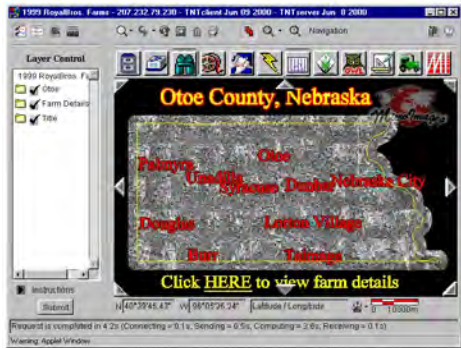 1999 RoyalBros. Farms - 207.232.79.230 - TNTclient Jun 09 2000 - TNTserver Jun 8 2000
Navigation
Layer Control
1999 RoyalBros. Fa
Otoe
Farm Details
Title
Otoe County, Nebraska
MicroImages
Otoe
Palmyra
Unadilla
Syracuse
Dunbar
Nebraska City
Douglas
Lorton Village
Burr
Talmage
Click HERE to view farm details
Instructions
Submit
N 40°39'45.43" W 96°05'26.24" Latitude / Longitude
0 10000m
Request is completed in 4.2s (Connecting = 0.1s, Sending = 0.5s, Computing = 3.6s, Receiving = 0.1s)
Warning: Applet Window